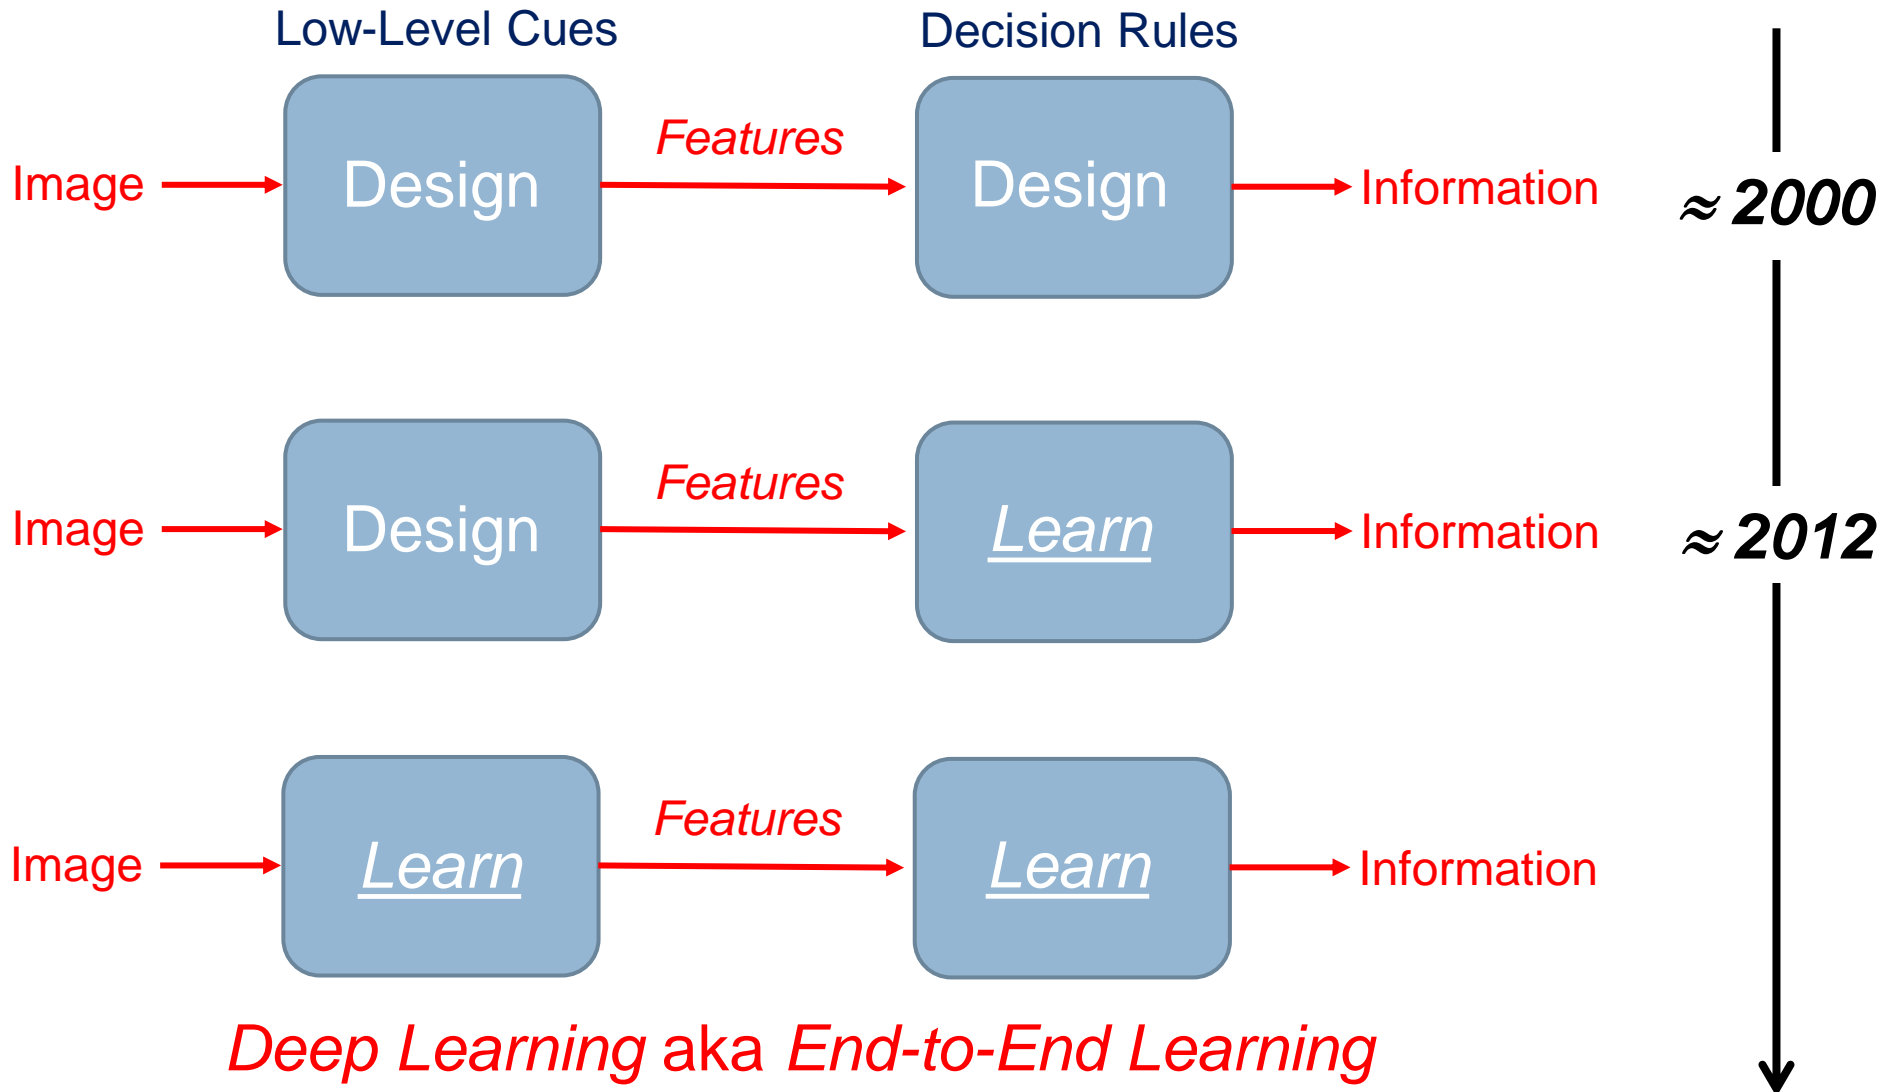 Low-Level Cues
Decision Rules
Image
Design
Features
Design
Information
≈ 2000
Image
Design
Features
Learn
Information
≈ 2012
Image
Learn
Features
Learn
Information
Deep Learning aka End-to-End Learning